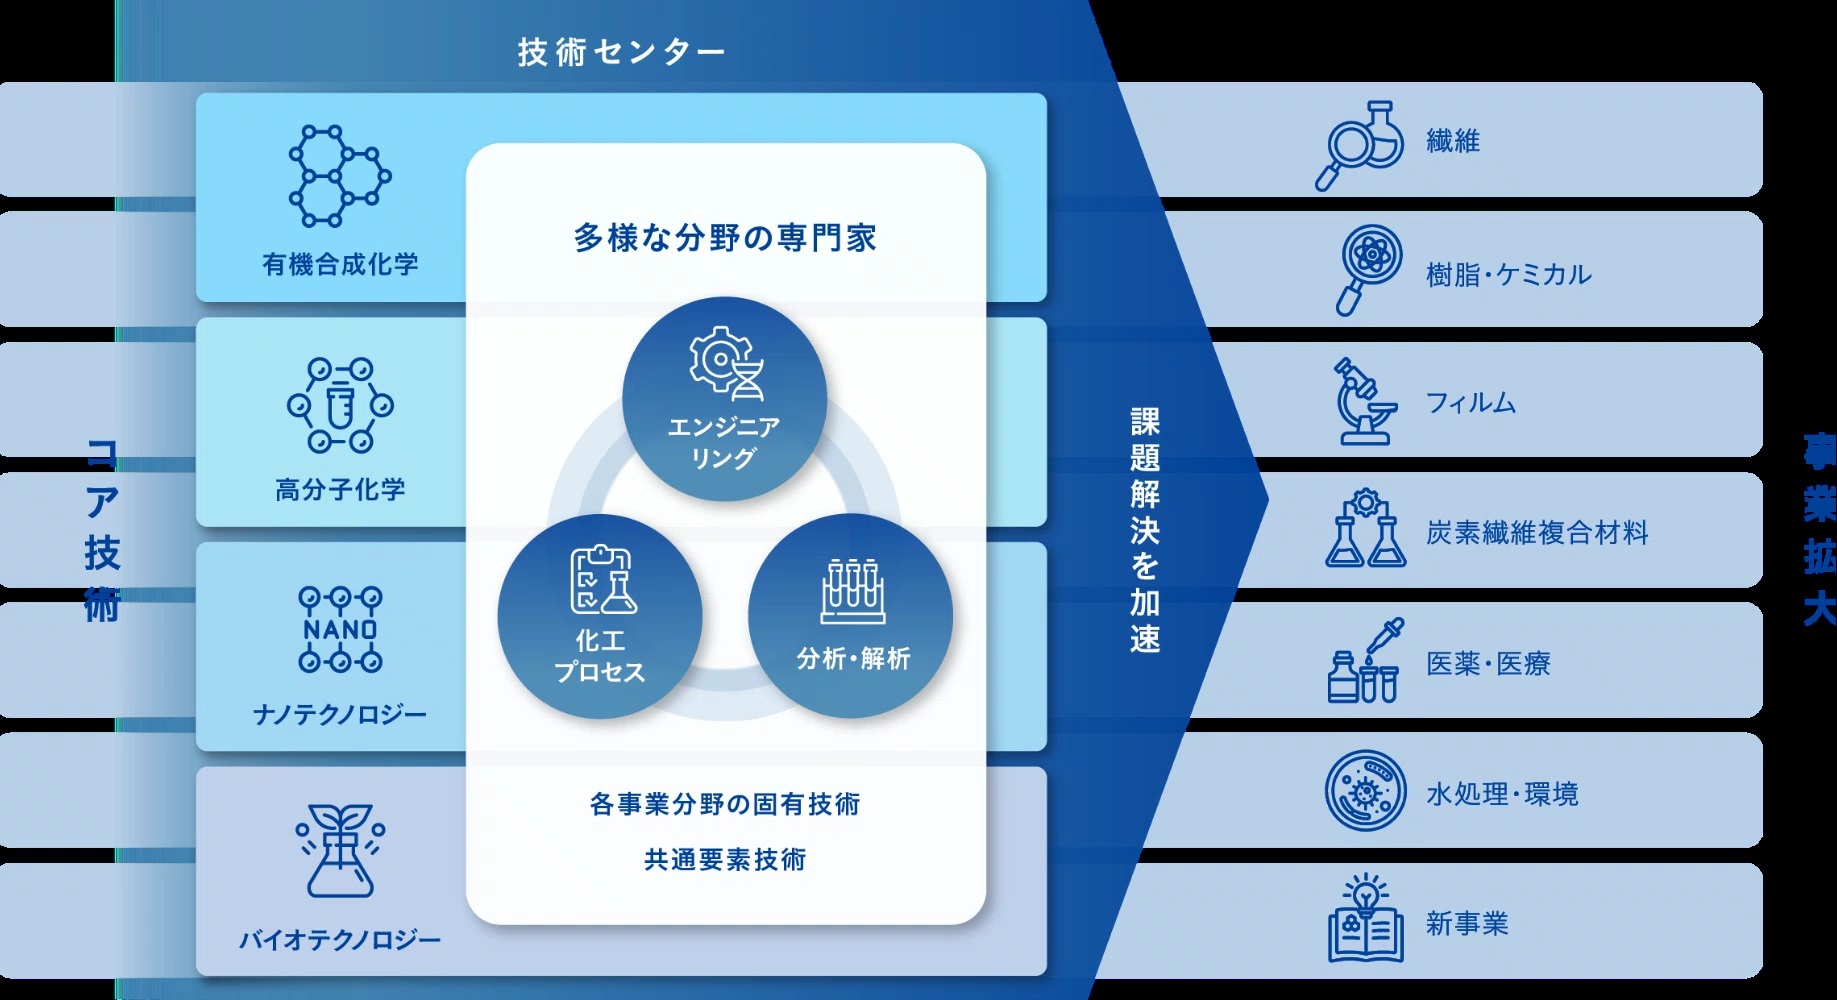 技術センター
コア技術
有機合成化学
高分子化学
NANO
ナノテクノロジー
バイオテクノロジー
多様な分野の専門家
エンジニア
リング
化工
プロセス
分析・解析
各事業分野の固有技術
共通要素技術
課題解決を加速
繊維
樹脂・ケミカル
フィルム
炭素繊維複合材料
医薬・医療
水処理・環境
新事業
事業拡大